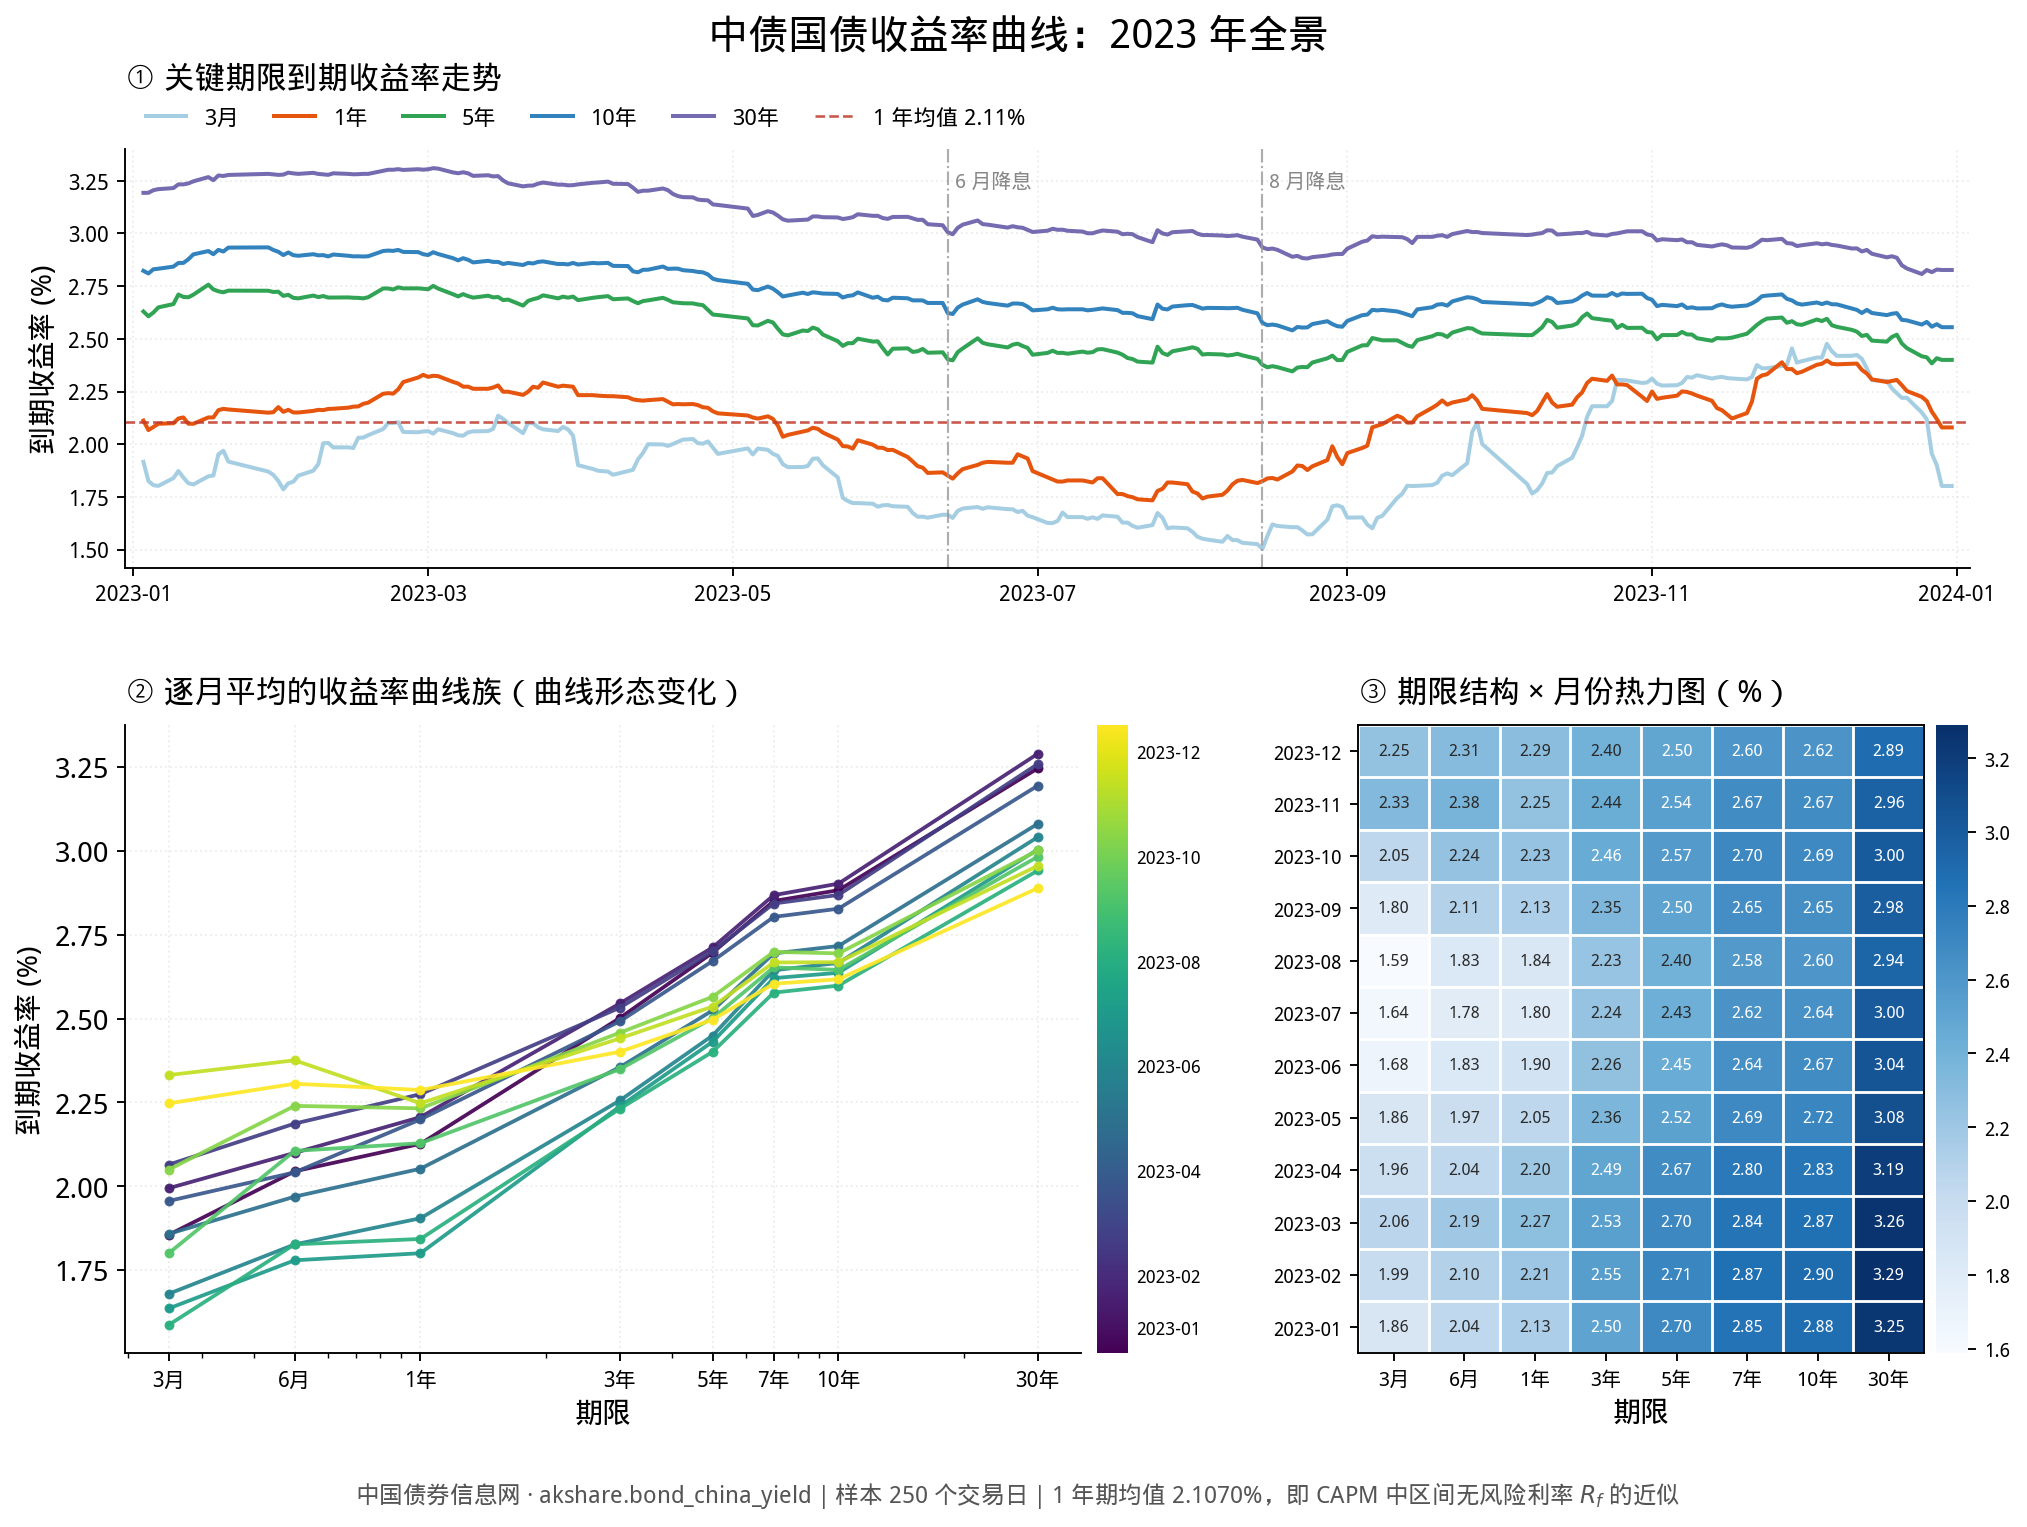 中债国债收益率曲线：2023 年全景
① 关键期限到期收益率走势
3月 1年 5年 10年 30年 1 年均值 2.11%
到期收益率 (%)
3.25
3.00
2.75
2.50
2.25
2.00
1.75
1.50
6 月降息
8 月降息
2023-01 2023-03 2023-05 2023-07 2023-09 2023-11 2024-01
② 逐月平均的收益率曲线族（曲线形态变化）
到期收益率 (%)
3.25
3.00
2.75
2.50
2.25
2.00
1.75
3月 6月 1年 3年 5年 7年 10年 30年
期限
2023-12
2023-10
2023-08
2023-06
2023-04
2023-02
2023-01
③ 期限结构 × 月份热力图（%）
2023-12 2.25 2.31 2.29 2.40 2.50 2.60 2.62 2.89
2023-11 2.33 2.38 2.25 2.44 2.54 2.67 2.67 2.96
2023-10 2.05 2.24 2.23 2.46 2.57 2.70 2.69 3.00
2023-09 1.80 2.11 2.13 2.35 2.50 2.65 2.65 2.98
2023-08 1.59 1.83 1.84 2.23 2.40 2.58 2.60 2.94
2023-07 1.64 1.78 1.80 2.24 2.43 2.62 2.64 3.00
2023-06 1.68 1.83 1.90 2.26 2.45 2.64 2.67 3.04
2023-05 1.86 1.97 2.05 2.36 2.52 2.69 2.72 3.08
2023-04 1.96 2.04 2.20 2.49 2.67 2.80 2.83 3.19
2023-03 2.06 2.19 2.27 2.53 2.70 2.84 2.87 3.26
2023-02 1.99 2.10 2.21 2.55 2.71 2.87 2.90 3.29
2023-01 1.86 2.04 2.13 2.50 2.70 2.85 2.88 3.25
3月 6月 1年 3年 5年 7年 10年 30年
期限
3.2
3.0
2.8
2.6
2.4
2.2
2.0
1.8
1.6
中国债券信息网 · akshare.bond_china_yield | 样本 250 个交易日 | 1 年期均值 2.1070%，即 CAPM 中区间无风险利率 R_f 的近似